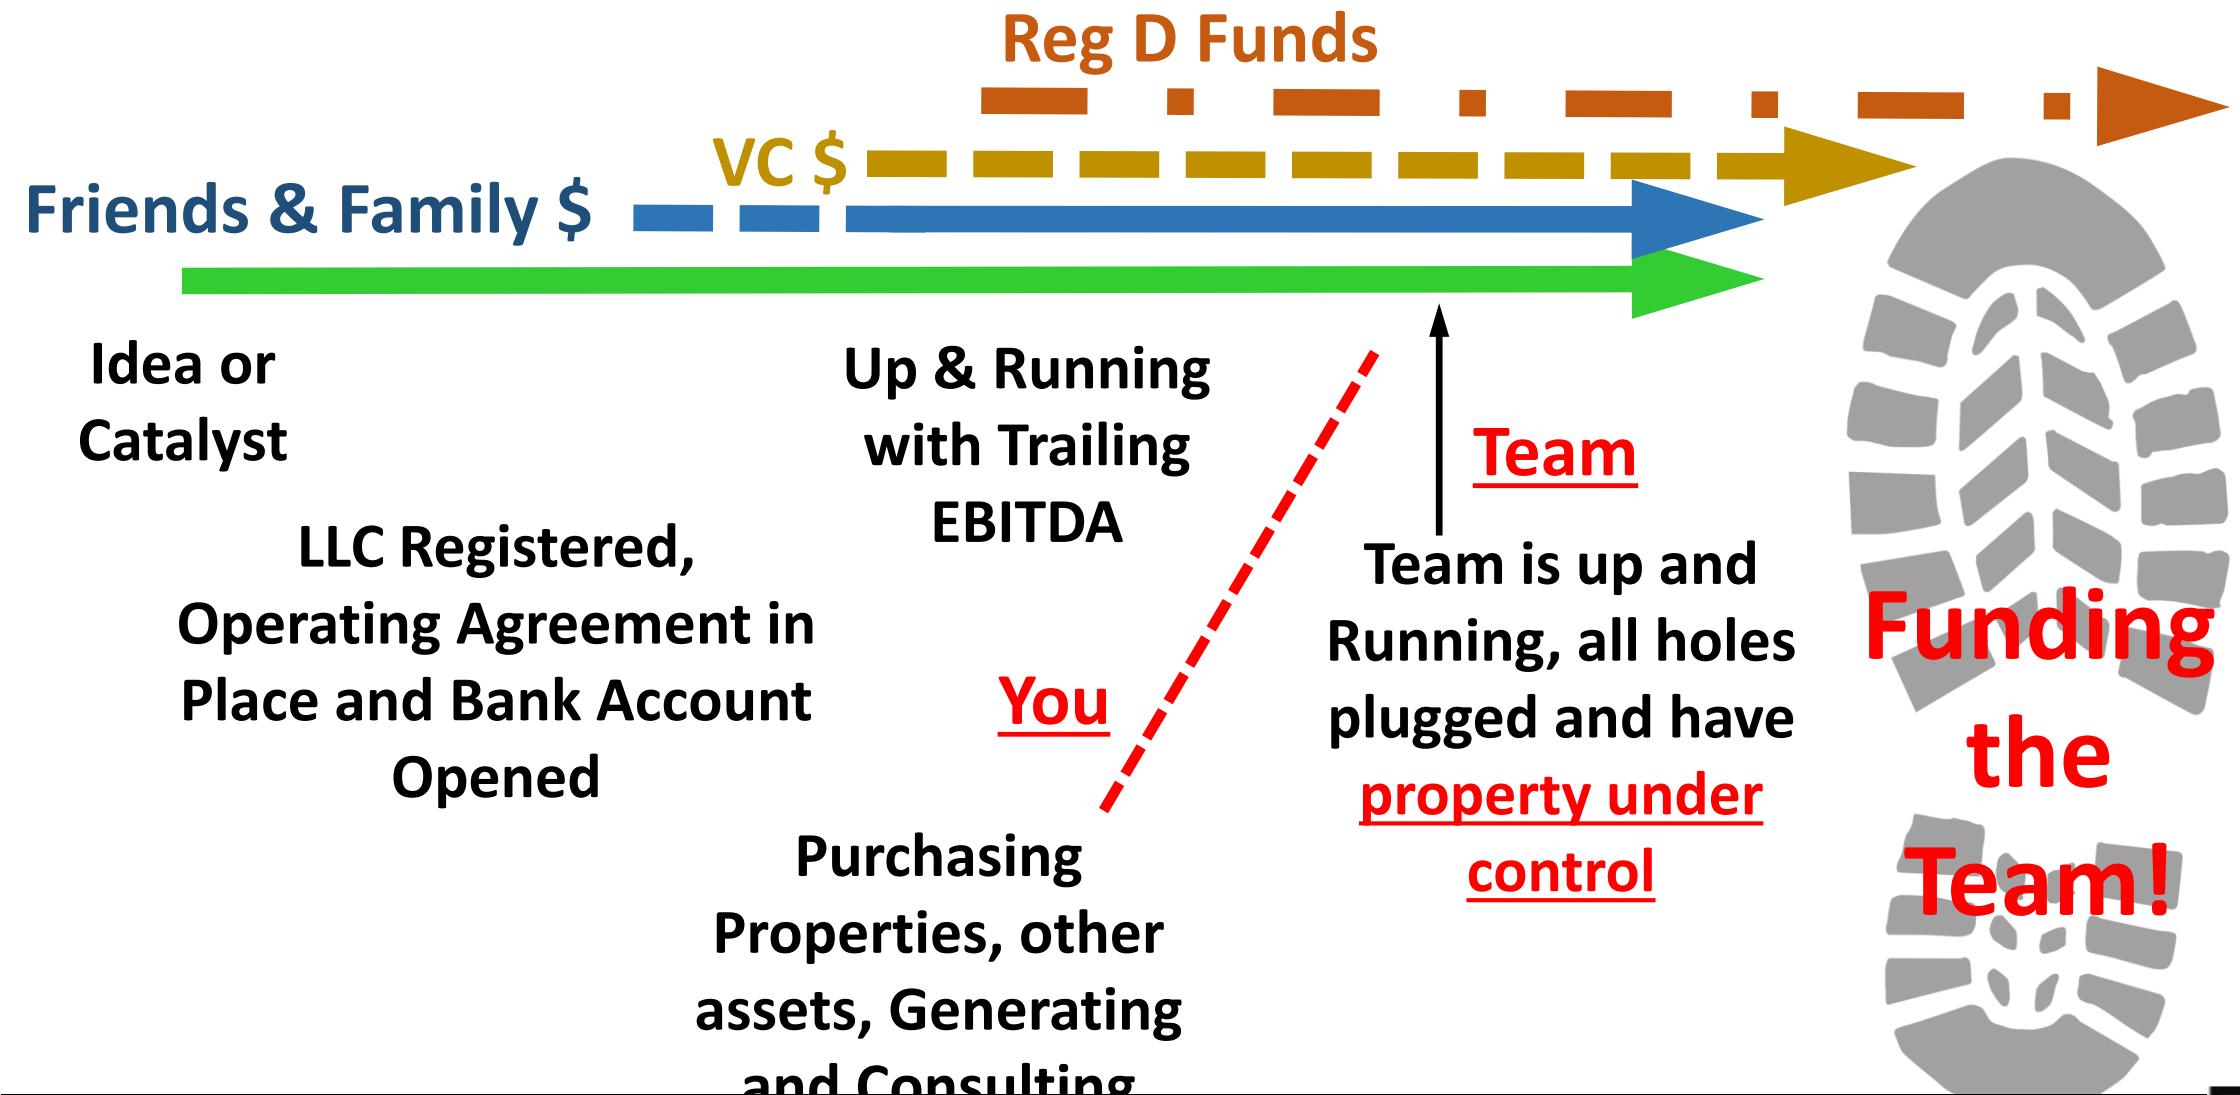 Reg D Funds
VC $
Friends & Family $
Idea or
Catalyst
LLC Registered,
Operating Agreement in
Place and Bank Account
Opened
Up & Running
with Trailing
EBITDA
You
Purchasing
Properties, other
assets, Generating
and Consulting
Team
Team is up and
Running, all holes
plugged and have
property under
control
Funding
the
Team!